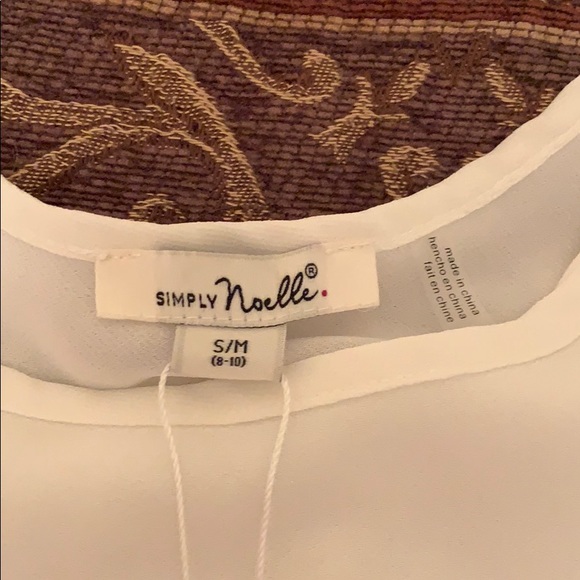 SIMPLY Noelle®.
S/M
(8-10)
made in china
hencho en china
fait en chine